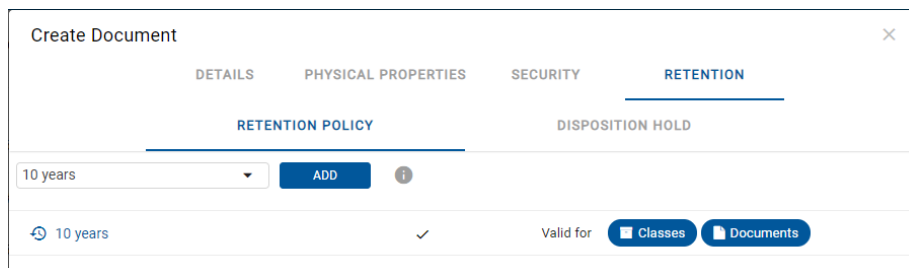 Create Document
DETAILS PHYSICAL PROPERTIES SECURITY RETENTION
RETENTION POLICY DISPOSITION HOLD
10 years ADD
10 years Valid for Classes Documents